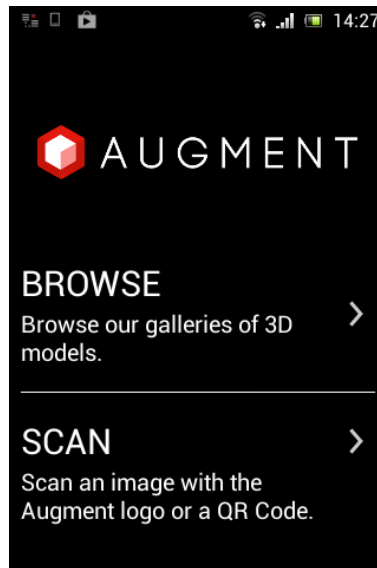 14:27
AUGMENT
BROWSE
Browse our galleries of 3D
models.
SCAN
Scan an image with the
Augment logo or a QR Code.